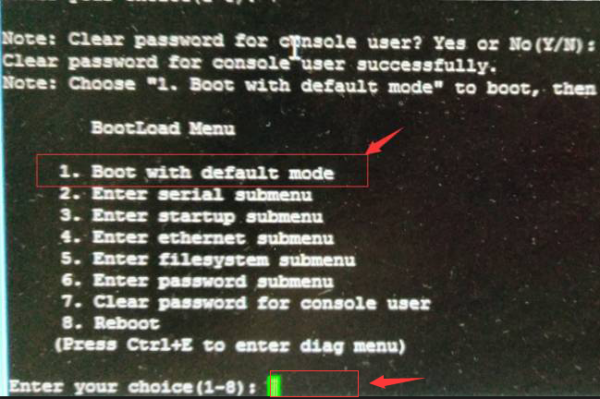 Note: Clear password for console user? Yes or No(Y/N):
Clear password for console user successfully.
Note: Choose "1. Boot with default mode" to boot, then
BootLoad Menu
1. Boot with default mode
2. Enter serial submenu
3. Enter startup submenu
4. Enter ethernet submenu
5. Enter filesystem submenu
6. Enter password submenu
7. Clear password for console user
8. Reboot
(Press Ctrl+E to enter diag menu)
Enter your choice(1-8):